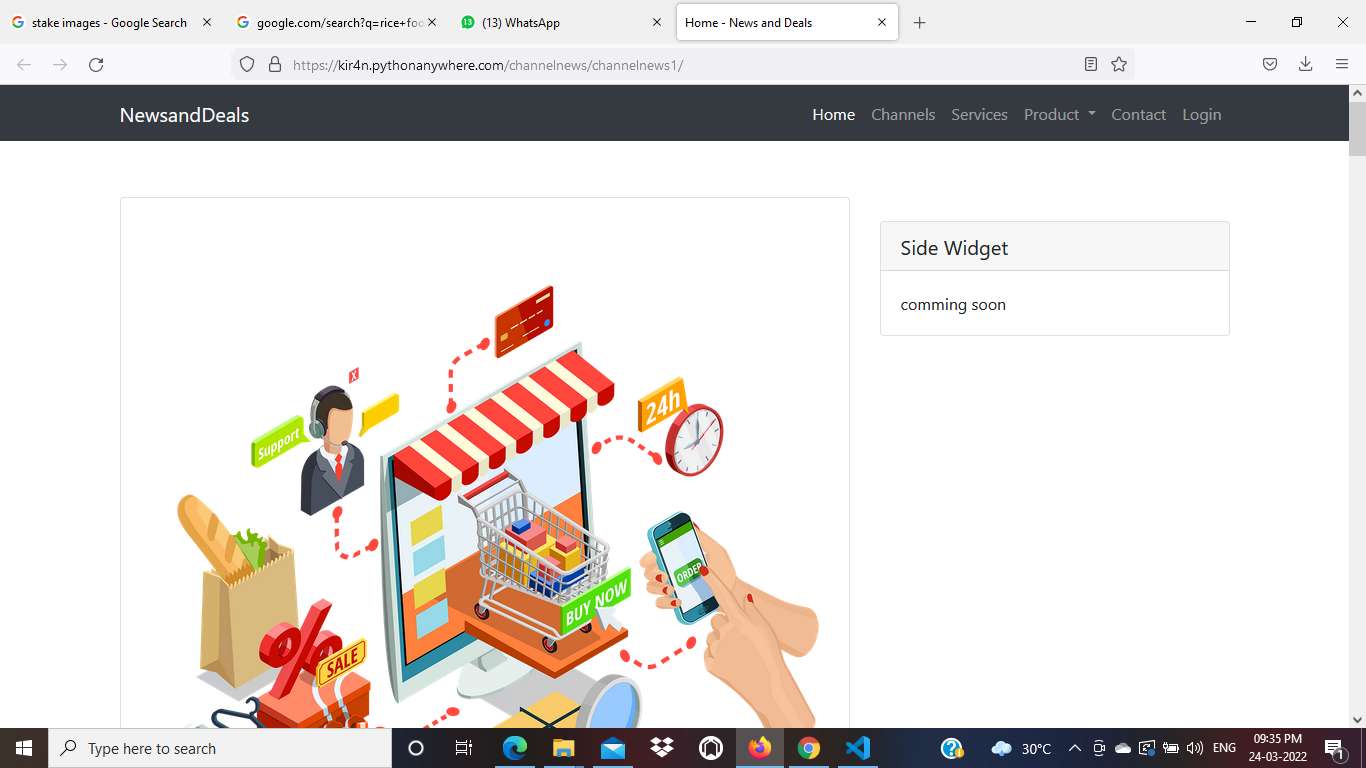 stake images - Google Search
google.com/search?q=rice+foo
(13) WhatsApp
Home - News and Deals
https://kir4n.pythonanywhere.com/channelnews/channelnews1/
NewsandDeals
Home
Channels
Services
Product
Contact
Login
Side Widget
comming soon
X
24h
Support
ORDER
BUY NOW
SALE
Type here to search
30°C
ENG
09:35 PM
24-03-2022
1